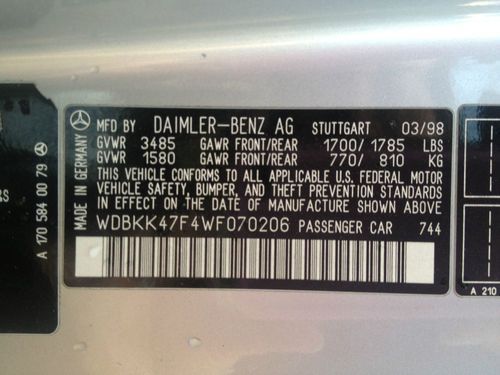 MFD BY DAIMLER-BENZ AG STUTTGART 03/98
GVWR 3485 GAWR FRONT/REAR 1700/1785 LBS
GVWR 1580 GAWR FRONT/REAR 770/ 810 KG
THIS VEHICLE CONFORMS TO ALL APPLICABLE U.S. FEDERAL MOTOR
VEHICLE SAFETY, BUMPER, AND THEFT PREVENTION STANDARDS
IN EFFECT ON THE DATE OF MANUFACTURE SHOWN ABOVE
WDBKK47F4WF070206 PASSENGER CAR 744
MADE IN GERMANY
A 170 584 00 79
A 210